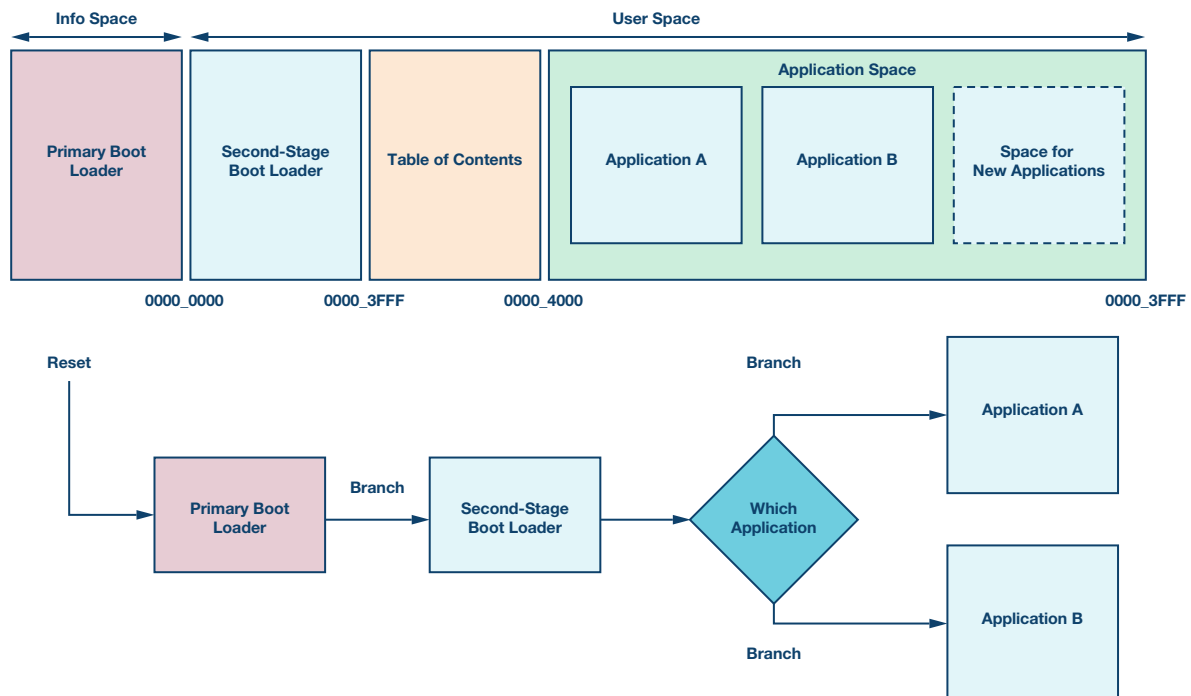 Info Space
User Space
Application Space
Primary Boot
Loader
Second-Stage
Boot Loader
Table of Contents
Application A
Application B
Space for
New Applications
0000_0000
0000_3FFF
0000_4000
0000_3FFF
Reset
Branch
Application A
Primary Boot
Loader
Branch
Second-Stage
Boot Loader
Which
Application
Application B
Branch